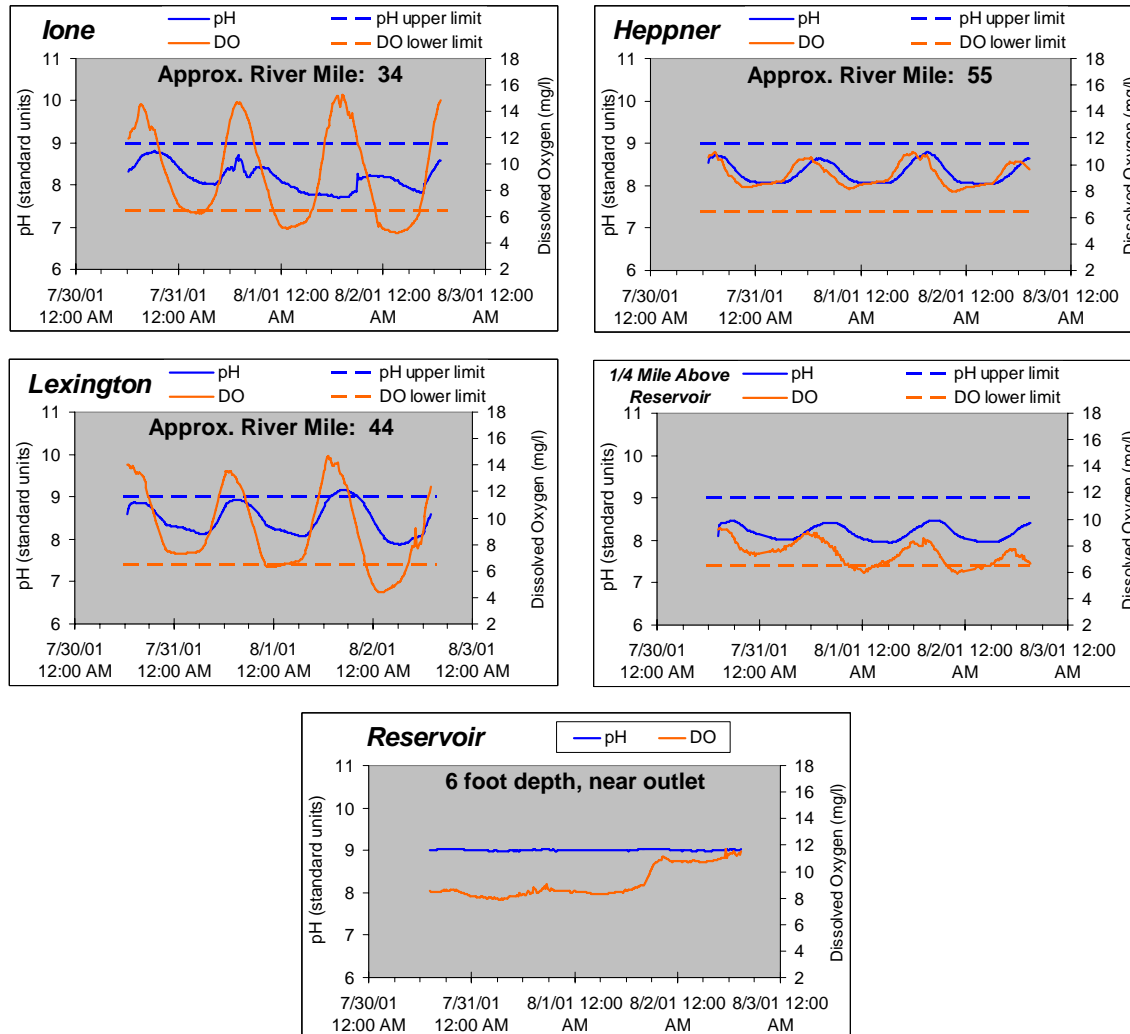 Ione
pH
pH upper limit
DO
DO lower limit
Approx. River Mile: 34
pH (standard units)
11
10
9
8
7
6
Dissolved Oxygen (mg/l)
18
16
14
12
10
8
6
4
2
7/30/01 7/31/01 8/1/01 12:00 8/2/01 12:00 8/3/01 12:00
12:00 AM 12:00 AM AM AM AM
Heppner
pH
pH upper limit
DO
DO lower limit
Approx. River Mile: 55
pH (standard units)
11
10
9
8
7
6
Dissolved Oxygen (mg/l)
18
16
14
12
10
8
6
4
2
7/30/01 7/31/01 8/1/01 12:00 8/2/01 12:00 8/3/01 12:00
12:00 AM 12:00 AM AM AM AM
Lexington
pH
pH upper limit
DO
DO lower limit
Approx. River Mile: 44
pH (standard units)
11
10
9
8
7
6
Dissolved Oxygen (mg/l)
18
16
14
12
10
8
6
4
2
7/30/01 7/31/01 8/1/01 8/2/01 8/3/01
12:00 AM 12:00 AM 12:00 AM 12:00 AM 12:00 AM
1/4 Mile Above
Reservoir
pH
pH upper limit
DO
DO lower limit
pH (standard units)
11
10
9
8
7
6
Dissolved Oxygen (mg/l)
18
16
14
12
10
8
6
4
2
7/30/01 7/31/01 8/1/01 12:00 8/2/01 12:00 8/3/01 12:00
12:00 AM 12:00 AM AM AM AM
Reservoir
pH
DO
6 foot depth, near outlet
pH (standard units)
11
10
9
8
7
6
Dissolved Oxygen (mg/l)
18
16
14
12
10
8
6
4
2
7/30/01 7/31/01 8/1/01 12:00 8/2/01 12:00 8/3/01 12:00
12:00 AM 12:00 AM AM AM AM